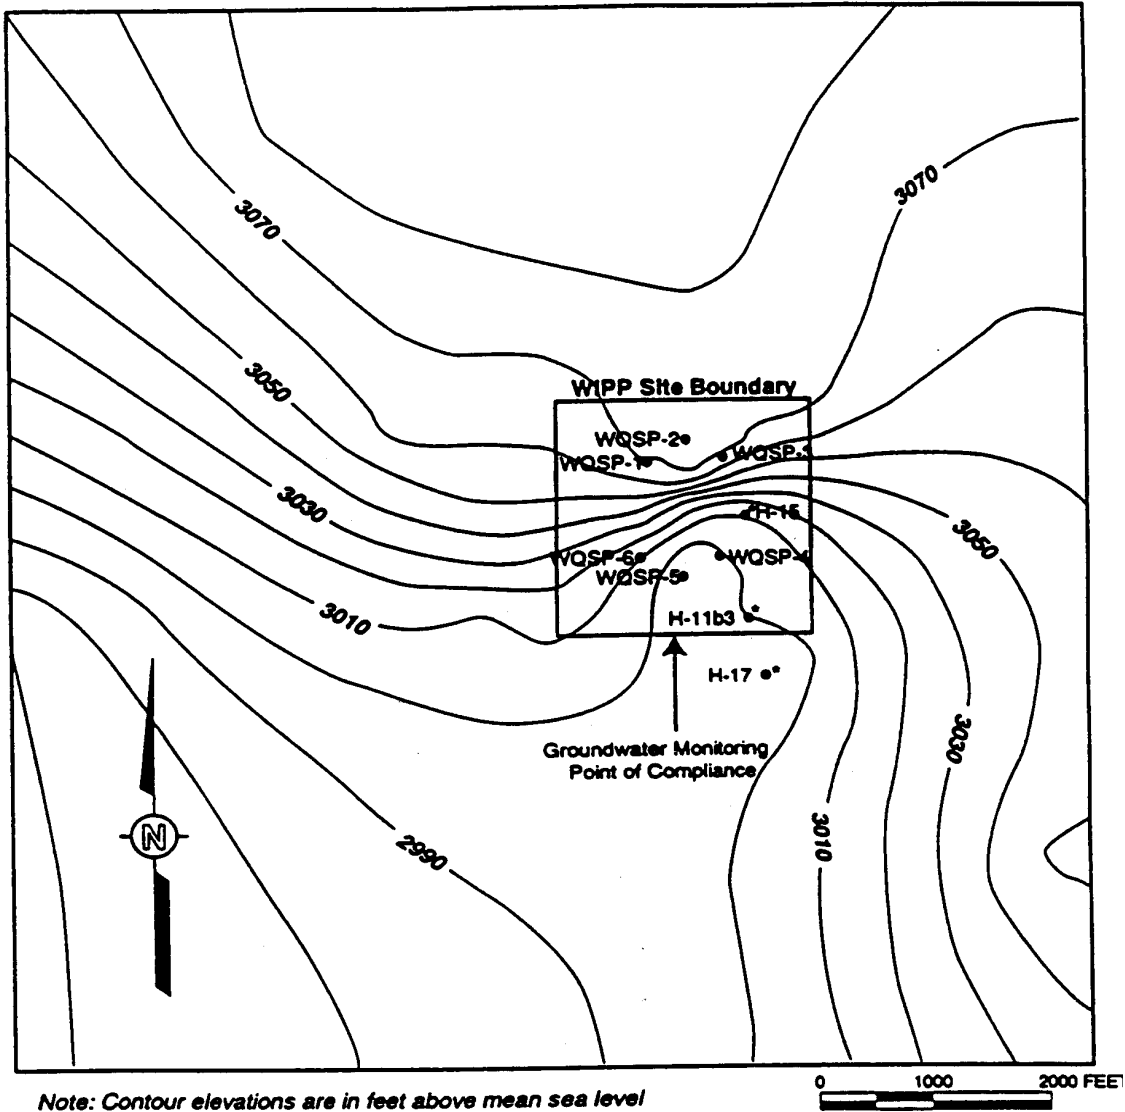 3070
3070
3050
WIPP Site Boundary
WQSP-2
WQSP-1
WQSP-3
3030
H-15
3050
WQSP-6
WQSP-4
WQSP-5
3010
H-11b3 *
H-17 *
3030
Groundwater Monitoring
Point of Compliance
3010
N
2990
0 1000 2000 FEET
Note: Contour elevations are in feet above mean sea level